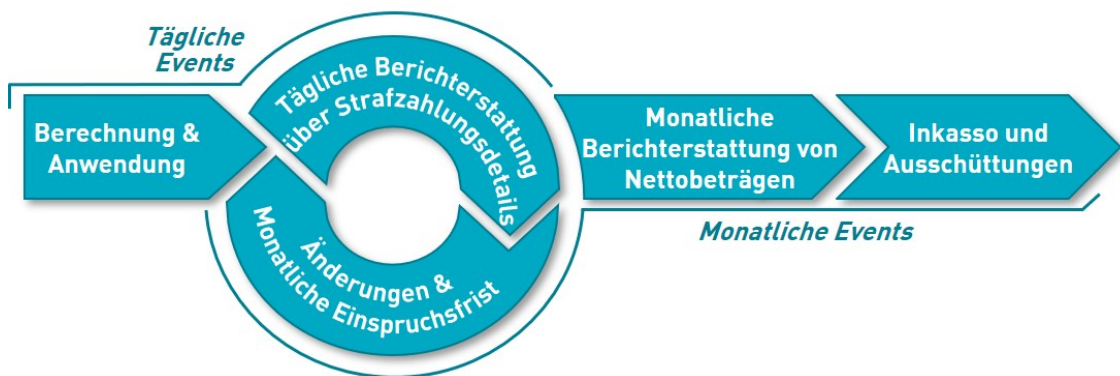 Tägliche
Events
Berechnung &
Anwendung
Tägliche Berichterstattung
über Strafzahlungsdetails
Änderungen &
Monatliche Einspruchsfrist
Monatliche
Berichterstattung von
Nettobeträgen
Inkasso und
Ausschüttungen
Monatliche Events